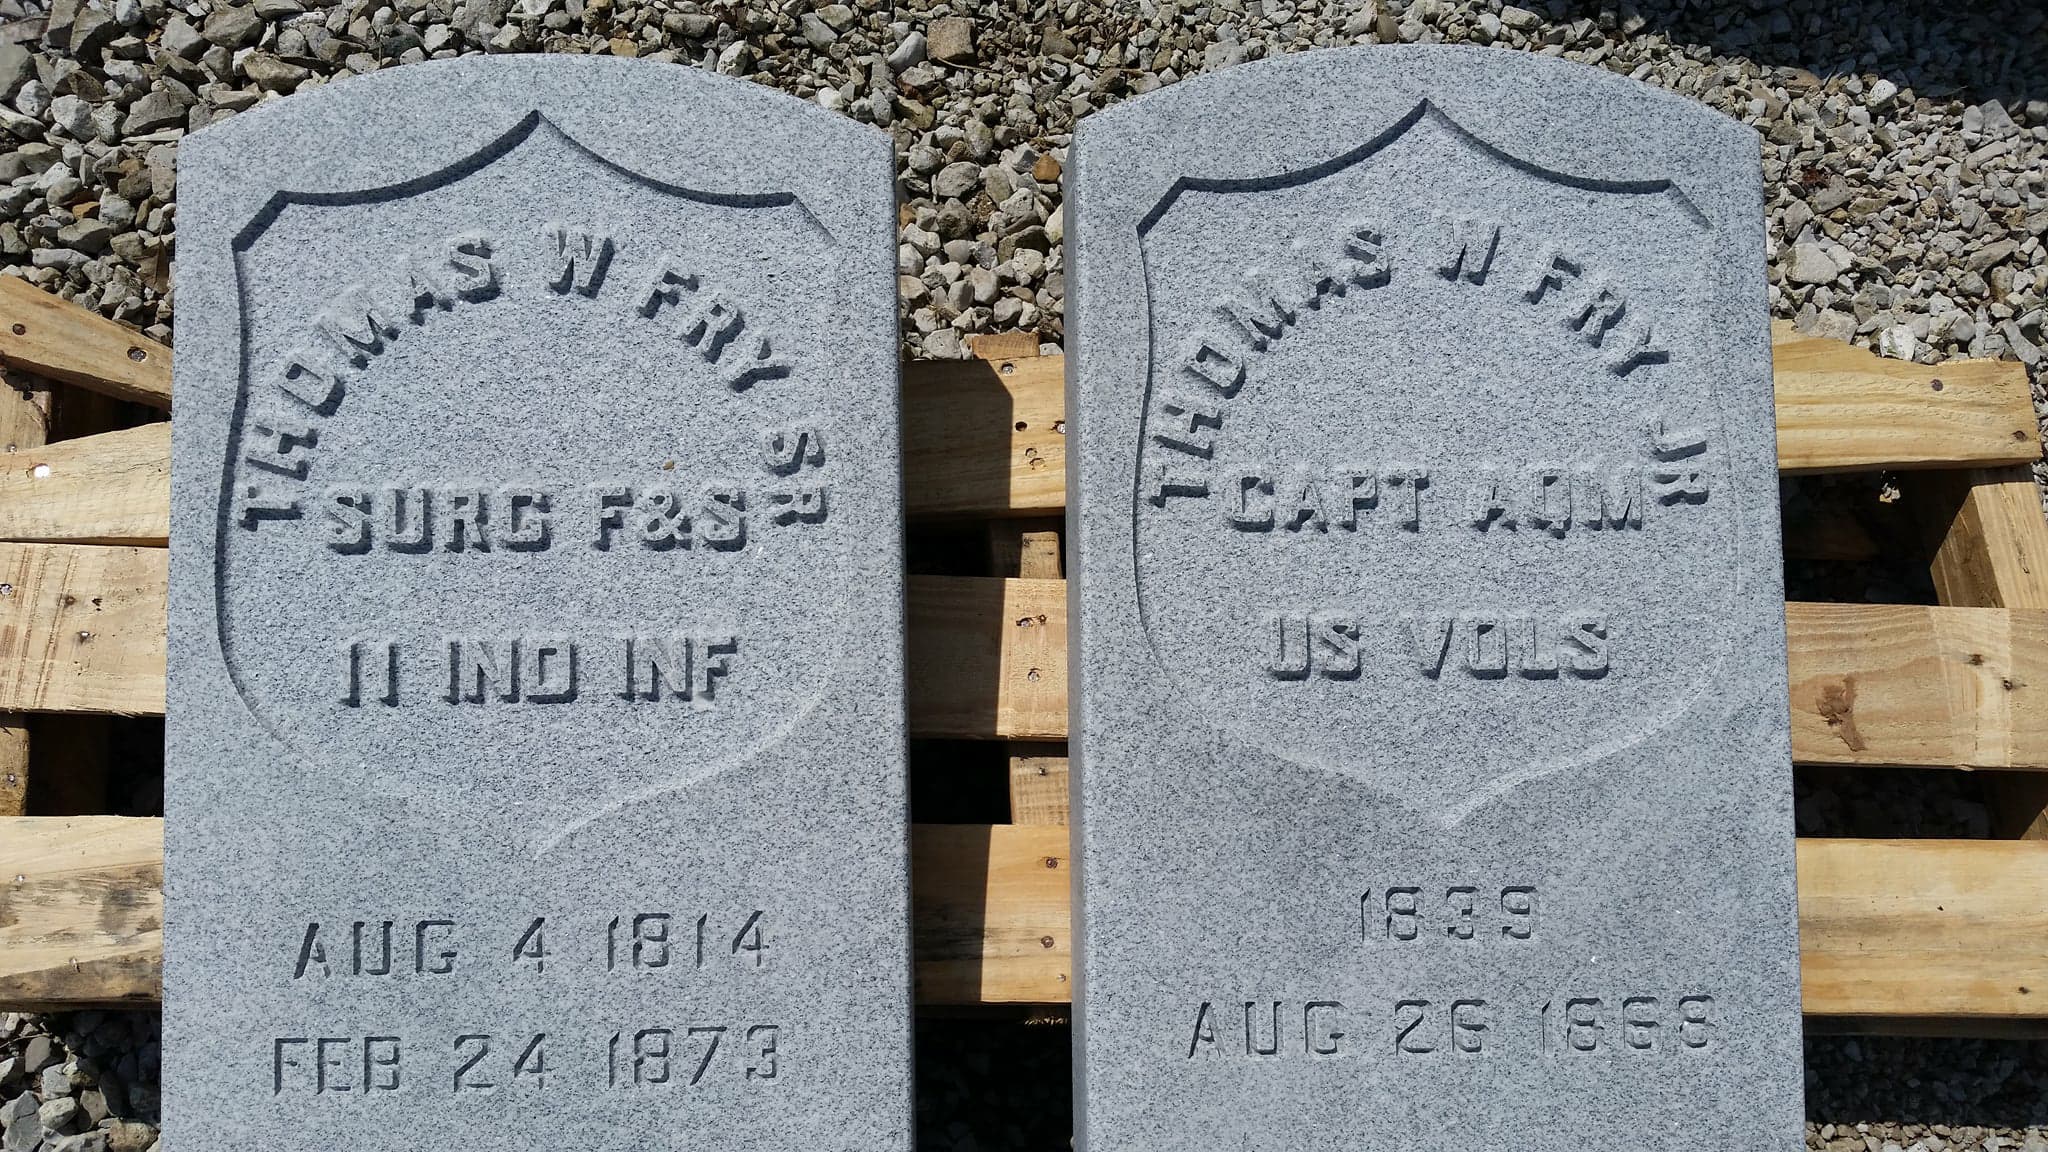 THOMAS W FRY SR
SURG F&S
11 IND INF
AUG 4 1814
FEB 24 1873
THOMAS W FRY JR
CAPT AQM
US VOLS
1839
AUG 26 1868